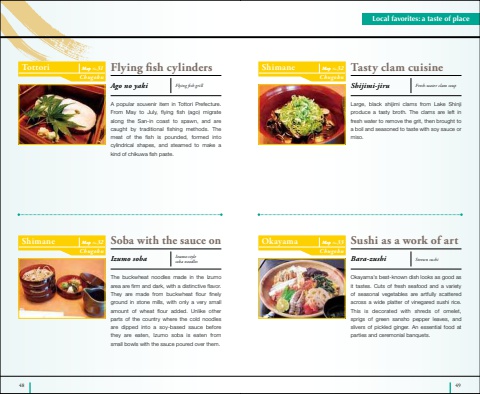 Local favorites: a taste of place
Tottori
Map p. 32
Chugoku
Flying fish cylinders
Ago no yaki
Flying fish grill
A popular souvenir item in Tottori Prefecture.
From May to July, flying fish (ago) migrate
along the San-in coast to spawn, and are
caught by traditional fishing methods. The
meat of the fish is pounded, formed into
cylindrical shapes, and steamed to make a
kind of chikuwa fish paste.
Shimane
Map p. 32
Chugoku
Tasty clam cuisine
Shijimi-jiru
Fresh water clam soup
Large, black shijimi clams from Lake Shinji
produce a tasty broth. The clams are left in
fresh water to remove the grit, then brought to
a boil and seasoned to taste with soy sauce or
miso.
Shimane
Map p. 32
Chugoku
Soba with the sauce on
Izumo soba
Izumo-style
soba noodles
The buckwheat noodles made in the Izumo
area are firm and dark, with a distinctive flavor.
They are made from buckwheat flour finely
ground in stone mills, with only a very small
amount of wheat flour added. Unlike other
parts of the country where the cold noodles
are dipped into a soy-based sauce before
they are eaten, Izumo soba is eaten from
small bowls with the sauce poured over them.
Okayama
Map p. 33
Chugoku
Sushi as a work of art
Bara-zushi
Strewn sushi
Okayama's best-known dish looks as good as
it tastes. Cuts of fresh seafood and a variety
of seasonal vegetables are artfully scattered
across a wide platter of vinegared sushi rice.
This is decorated with shreds of omelet,
sprigs of green sansho pepper leaves, and
slivers of pickled ginger. An essential food at
parties and ceremonial banquets.
48
49